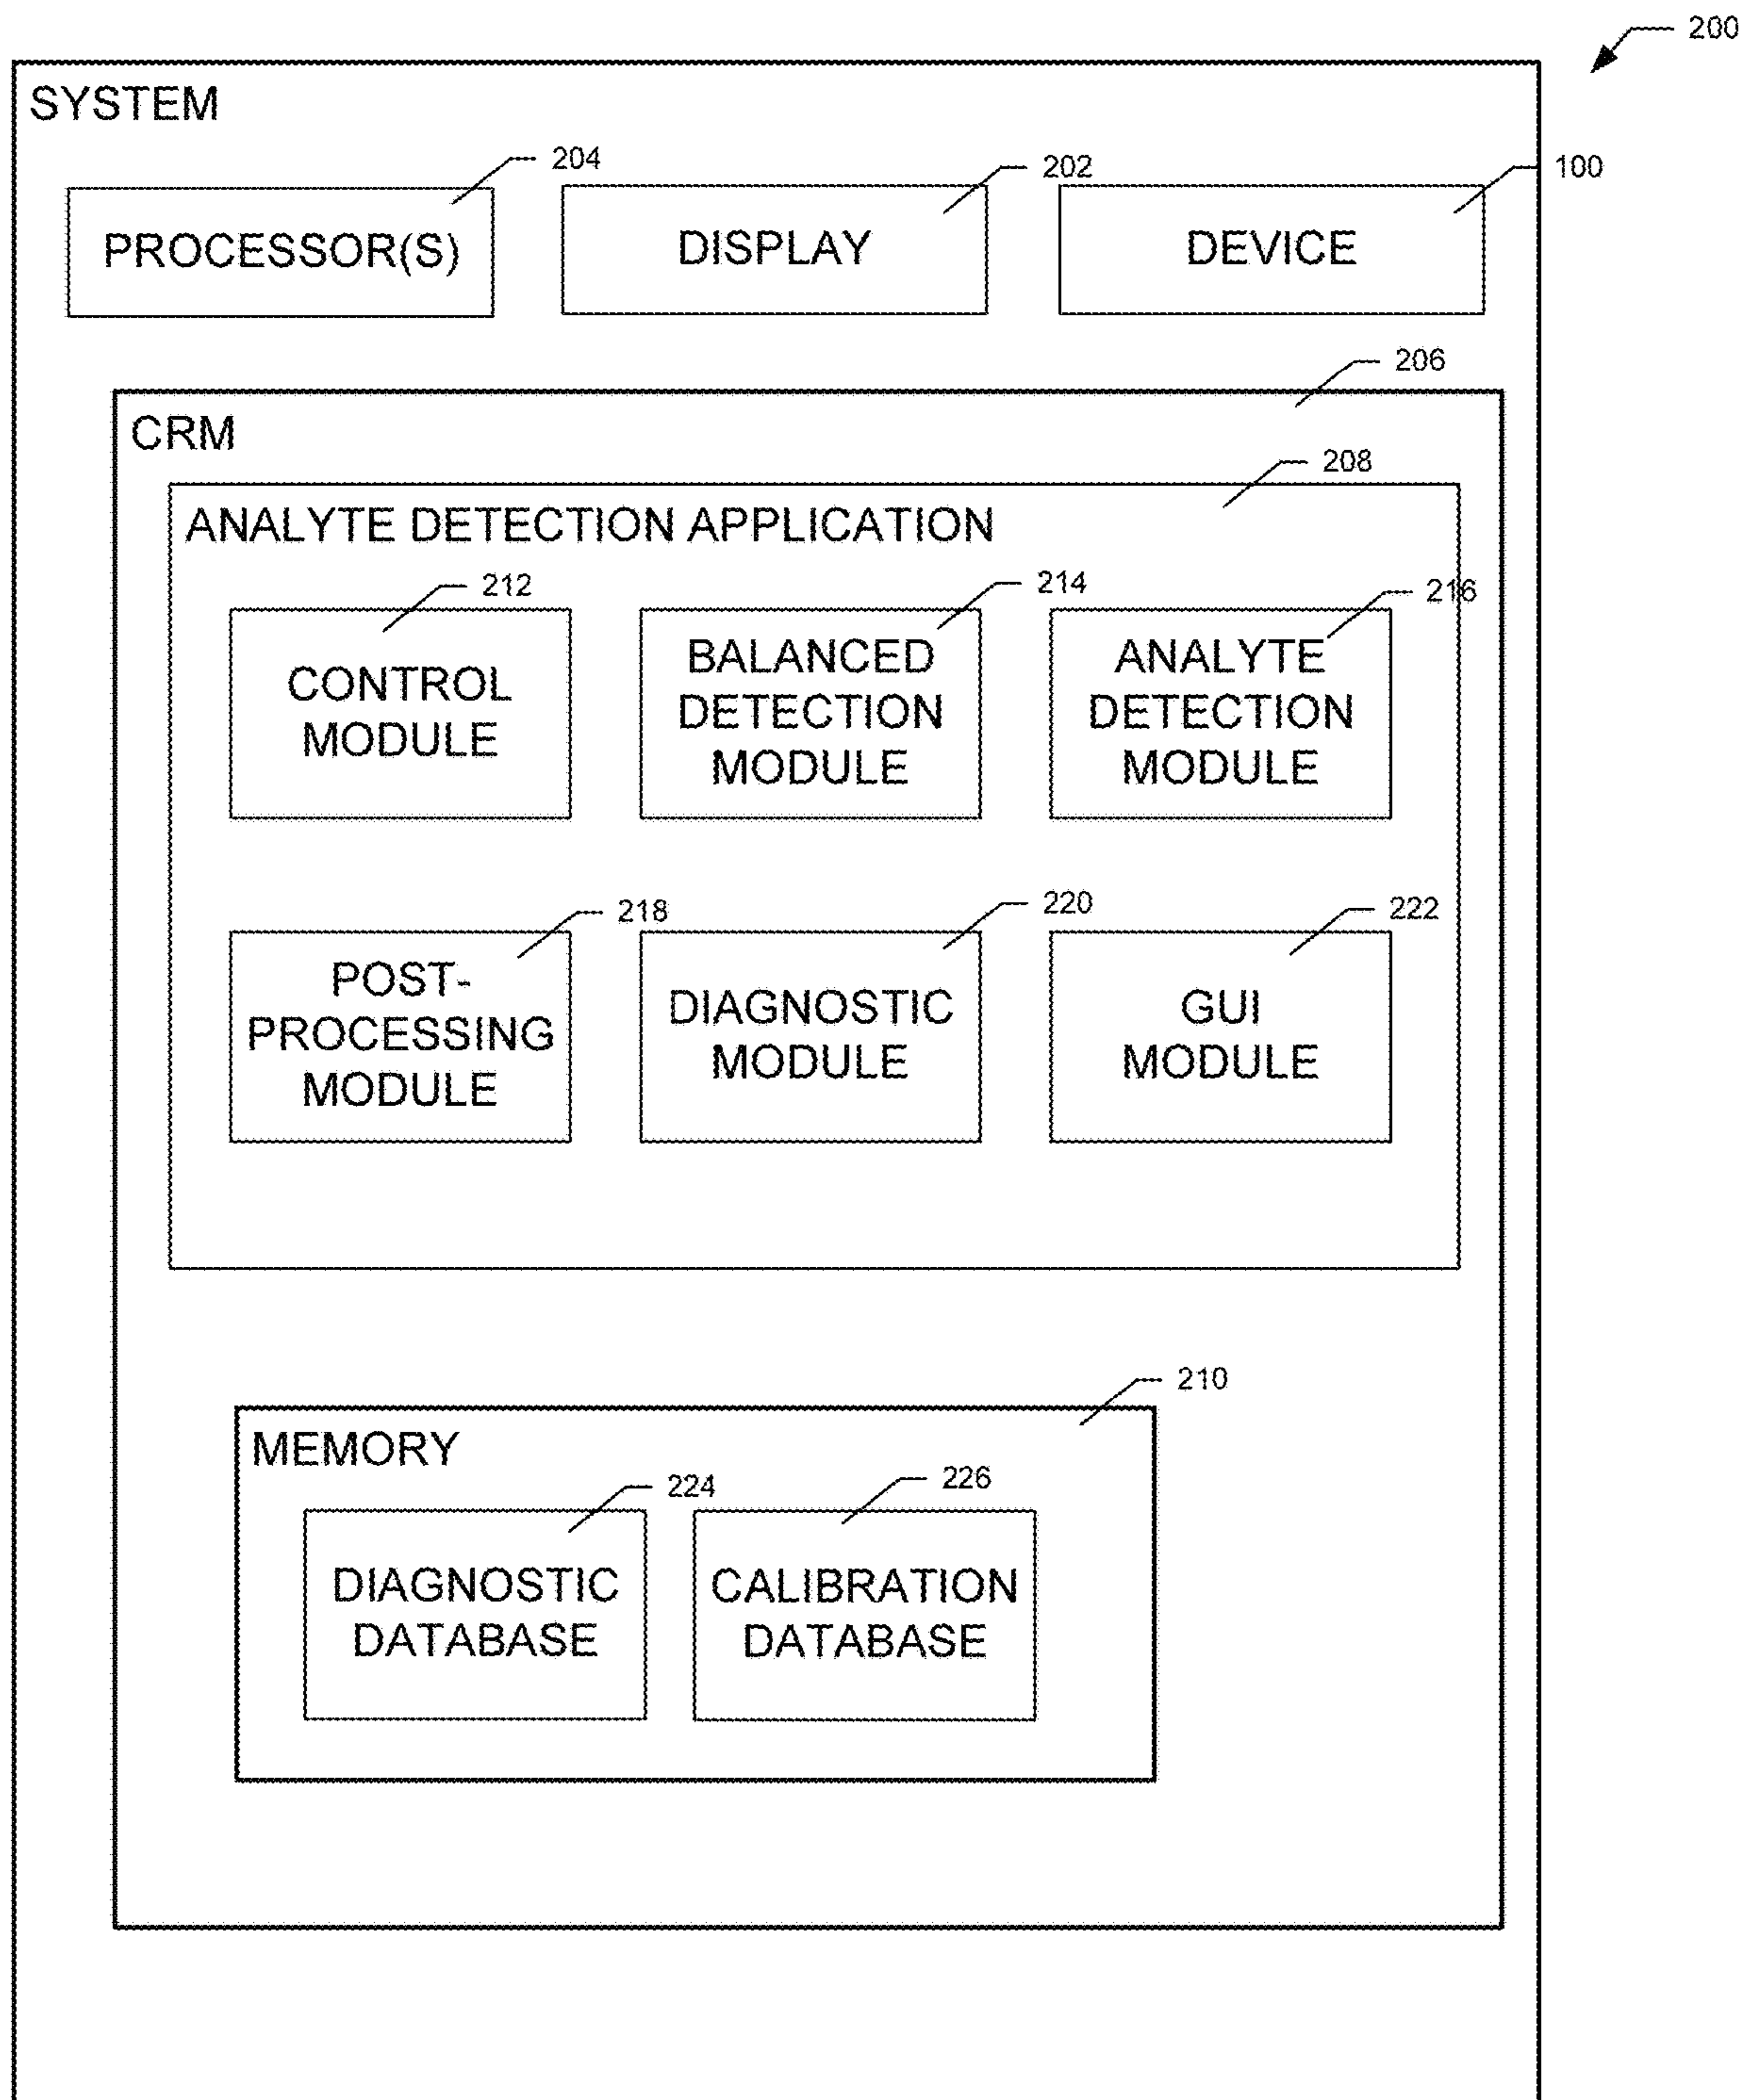 200
SYSTEM
204
202
100
PROCESSOR(S)
DISPLAY
DEVICE
206
CRM
208
ANALYTE DETECTION APPLICATION
212
214
216
CONTROL
MODULE
BALANCED
DETECTION
MODULE
ANALYTE
DETECTION
MODULE
218
220
222
POST-
PROCESSING
MODULE
DIAGNOSTIC
MODULE
GUI
MODULE
210
MEMORY
224
226
DIAGNOSTIC
DATABASE
CALIBRATION
DATABASE